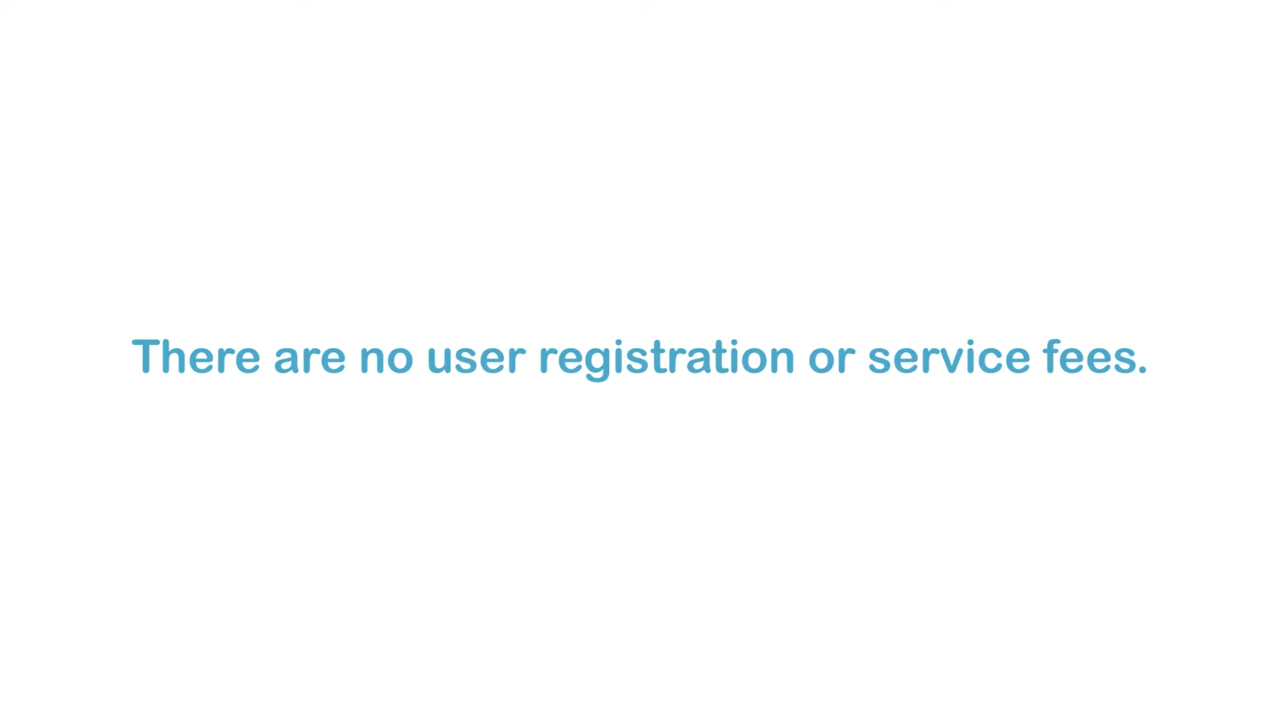 There are no user registration or service fees.